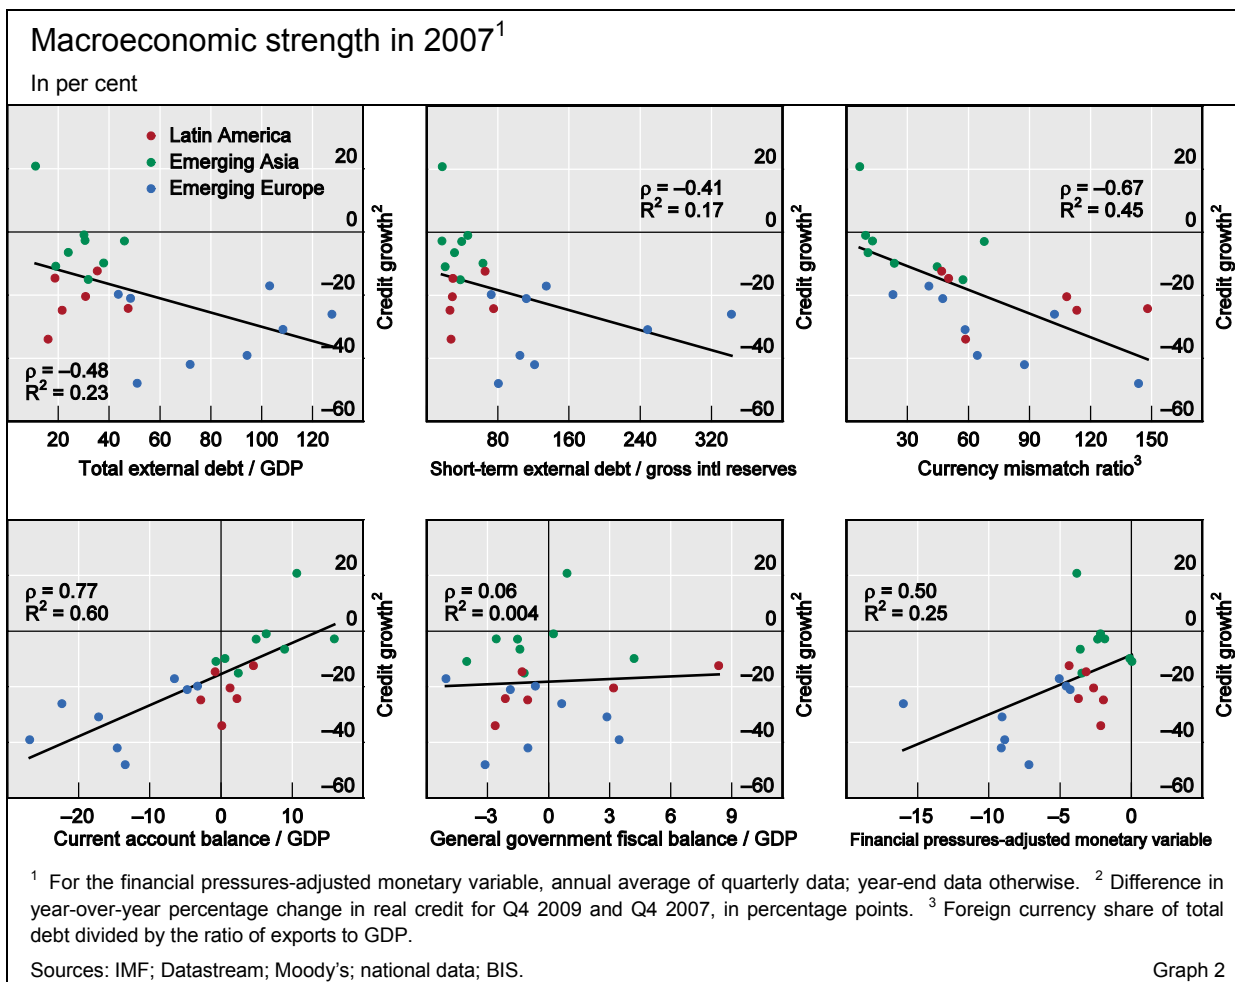 Macroeconomic strength in 2007¹
In per cent
Latin America
Emerging Asia
Emerging Europe
ρ = –0.48
R² = 0.23
20
0
–20
–40
–60
Credit growth²
20 40 60 80 100 120
Total external debt / GDP
ρ = –0.41
R² = 0.17
20
0
–20
–40
–60
Credit growth²
80 160 240 320
Short-term external debt / gross intl reserves
ρ = –0.67
R² = 0.45
20
0
–20
–40
–60
Credit growth²
30 60 90 120 150
Currency mismatch ratio³
ρ = 0.77
R² = 0.60
20
0
–20
–40
–60
Credit growth²
–20 –10 0 10
Current account balance / GDP
ρ = 0.06
R² = 0.004
20
0
–20
–40
–60
Credit growth²
–3 0 3 6 9
General government fiscal balance / GDP
ρ = 0.50
R² = 0.25
20
0
–20
–40
–60
Credit growth²
–15 –10 –5 0
Financial pressures-adjusted monetary variable
¹ For the financial pressures-adjusted monetary variable, annual average of quarterly data; year-end data otherwise. ² Difference in
year-over-year percentage change in real credit for Q4 2009 and Q4 2007, in percentage points. ³ Foreign currency share of total
debt divided by the ratio of exports to GDP.
Sources: IMF; Datastream; Moody's; national data; BIS.
Graph 2